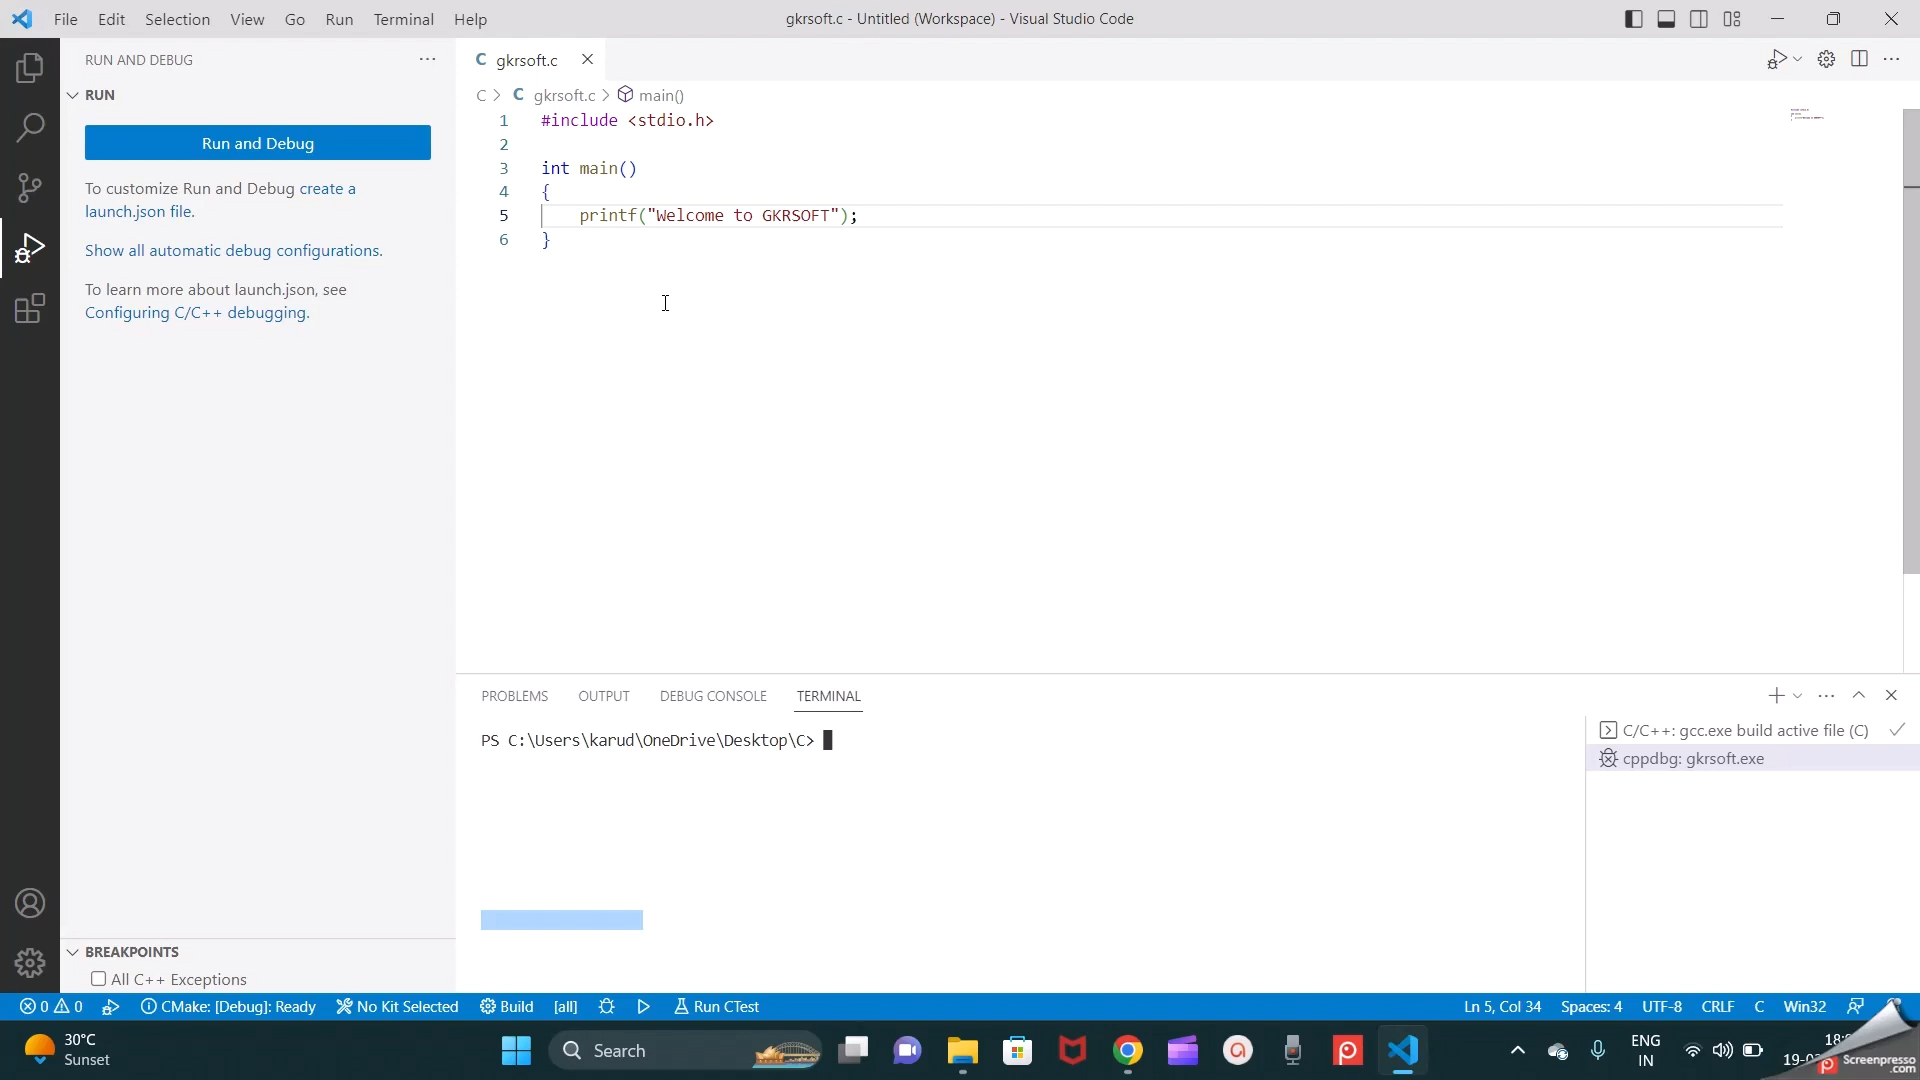 File Edit Selection View Go Run Terminal Help
gkrsoft.c - Untitled (Workspace) - Visual Studio Code
RUN AND DEBUG
RUN
Run and Debug
To customize Run and Debug create a
launch.json file.
Show all automatic debug configurations.
To learn more about launch.json, see
Configuring C/C++ debugging.
BREAKPOINTS
All C++ Exceptions
C gkrsoft.c
C > C gkrsoft.c > main()
1 #include <stdio.h>
2
3 int main()
4 {
5 printf("Welcome to GKRSOFT");
6 }
PROBLEMS OUTPUT DEBUG CONSOLE TERMINAL
PS C:\Users\karud\OneDrive\Desktop\C>
C/C++: gcc.exe build active file (C)
cppdbg: gkrsoft.exe
0 0 CMake: [Debug]: Ready No Kit Selected Build [all] Run CTest Ln 5, Col 34 Spaces: 4 UTF-8 CRLF C Win32
30°C
Sunset
Search
ENG
IN
Screenpresso
.com